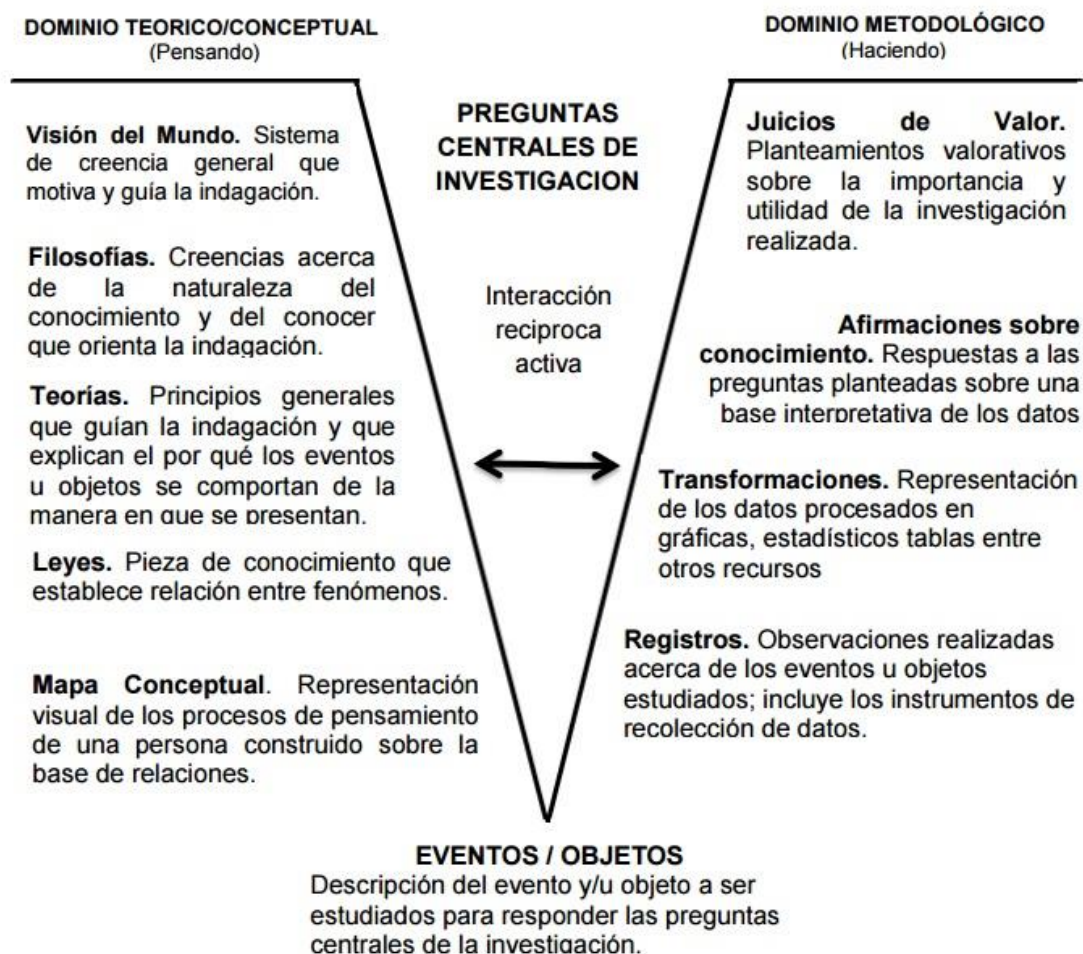 DOMINIO TEORICO/CONCEPTUAL
(Pensando)
Visión del Mundo. Sistema
de creencia general que
motiva y guía la indagación.
Filosofías. Creencias acerca
de la naturaleza del
conocimiento y del conocer
que orienta la indagación.
Teorías. Principios generales
que guían la indagación y que
explican el por qué los eventos
u objetos se comportan de la
manera en que se presentan.
Leyes. Pieza de conocimiento que
establece relación entre fenómenos.
Mapa Conceptual. Representación
visual de los procesos de pensamiento
de una persona construido sobre la
base de relaciones.
PREGUNTAS
CENTRALES DE
INVESTIGACION
Interacción
reciproca
activa
DOMINIO METODOLÓGICO
(Haciendo)
Juicios de Valor.
Planteamientos valorativos
sobre la importancia y
utilidad de la investigación
realizada.
Afirmaciones sobre
conocimiento. Respuestas a las
preguntas planteadas sobre una
base interpretativa de los datos
Transformaciones. Representación
de los datos procesados en
gráficas, estadísticos tablas entre
otros recursos
Registros. Observaciones realizadas
acerca de los eventos u objetos
estudiados; incluye los instrumentos de
recolección de datos.
EVENTOS / OBJETOS
Descripción del evento y/u objeto a ser
estudiados para responder las preguntas
centrales de la investigación.